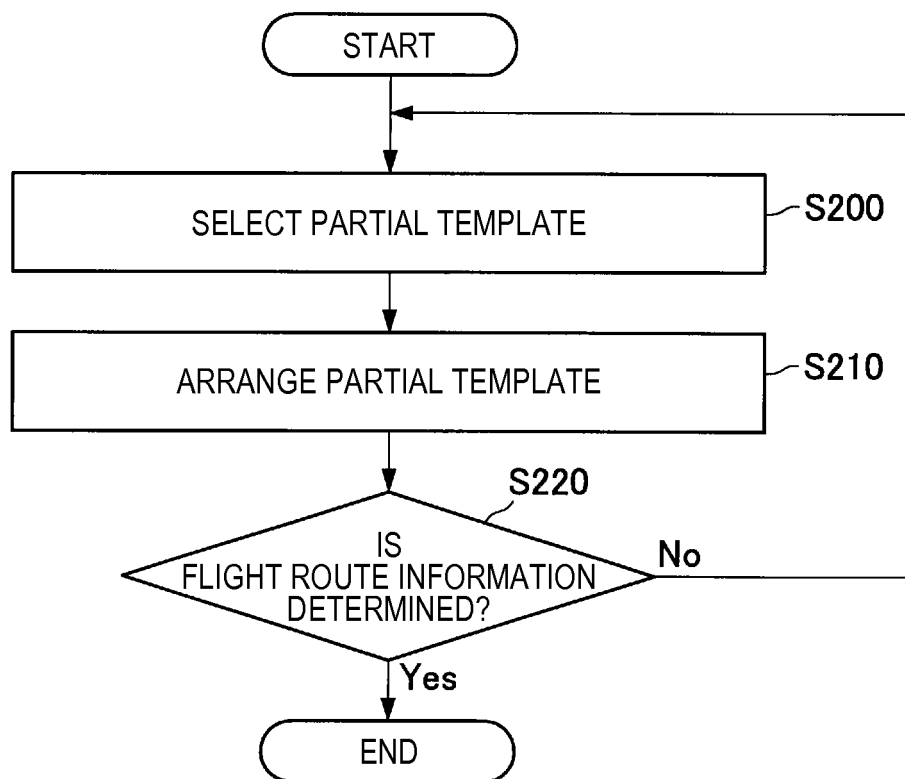 START
SELECT PARTIAL TEMPLATE
S200
ARRANGE PARTIAL TEMPLATE
S210
S220
IS
FLIGHT ROUTE INFORMATION
DETERMINED?
No
Yes
END